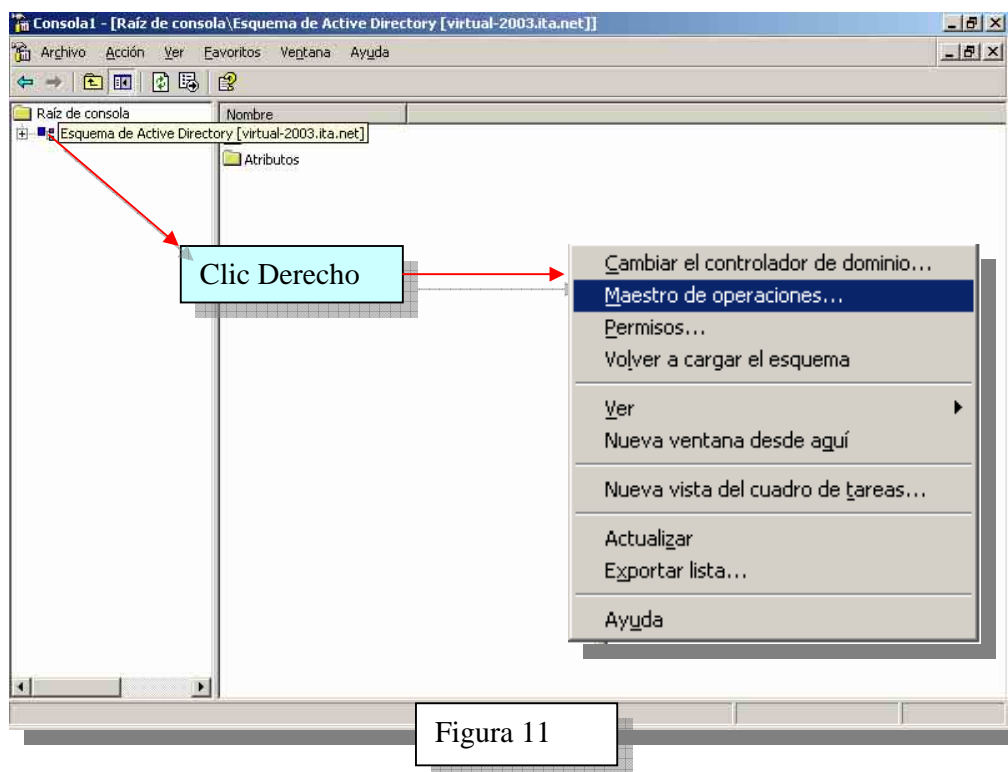 Consola1 - [Raíz de consola\Esquema de Active Directory [virtual-2003.ita.net]]
Archivo Acción Ver Favoritos Ventana Ayuda
Raíz de consola
Nombre
Esquema de Active Directory [virtual-2003.ita.net]
Atributos
Clic Derecho
Cambiar el controlador de dominio...
Maestro de operaciones...
Permisos...
Volver a cargar el esquema
Ver
Nueva ventana desde aquí
Nueva vista del cuadro de tareas...
Actualizar
Exportar lista...
Ayuda
Figura 11